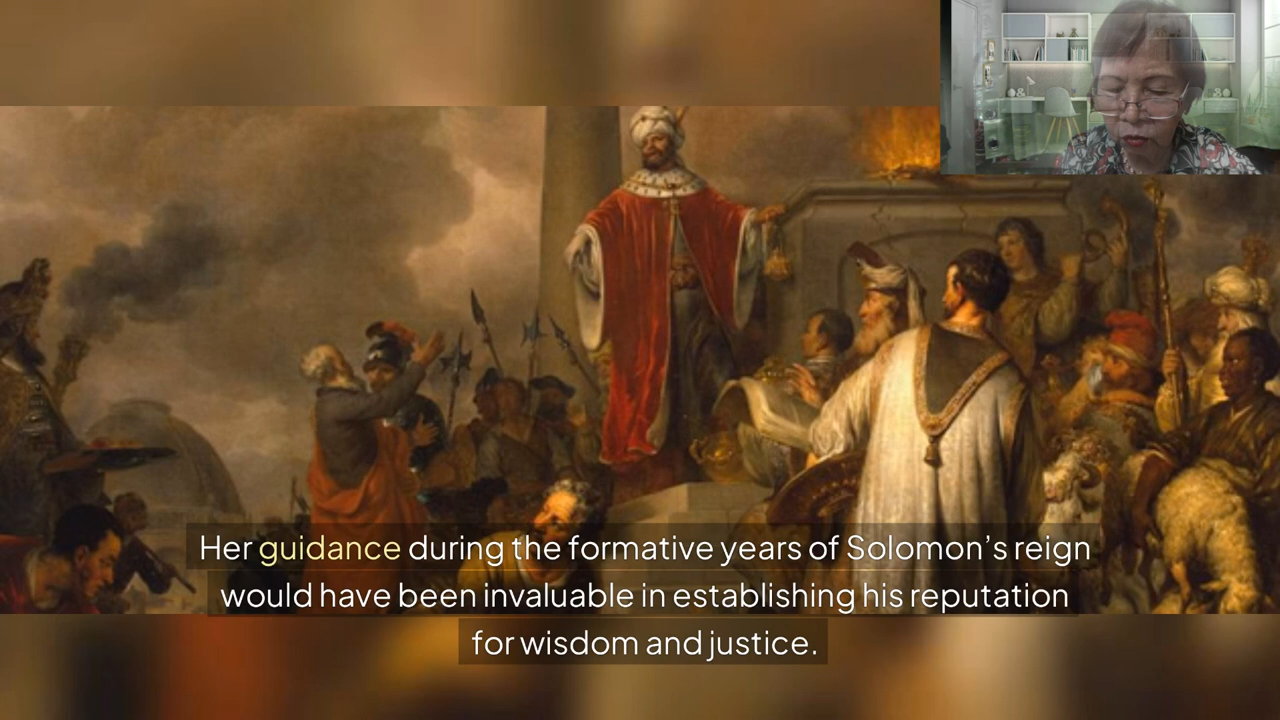 Her guidance during the formative years of Solomon’s reign
would have been invaluable in establishing his reputation
for wisdom and justice.